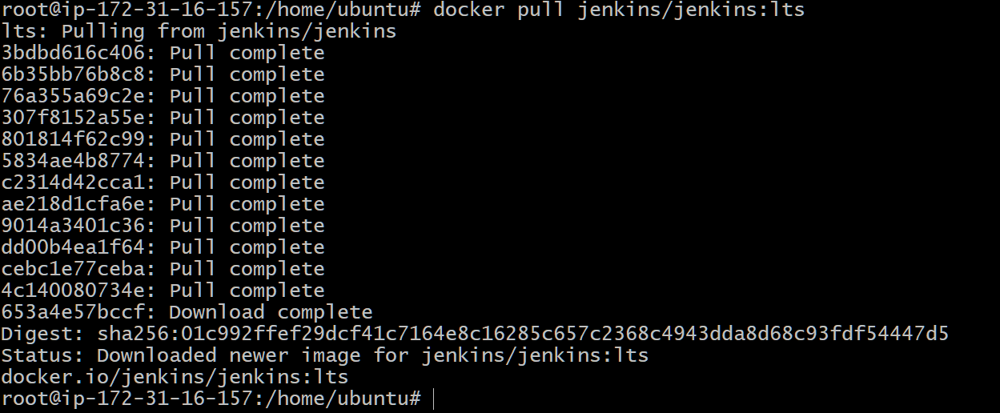 root@ip-172-31-16-157:/home/ubuntu# docker pull jenkins/jenkins:lts
lts: Pulling from jenkins/jenkins
3bdbd616c406: Pull complete
6b35bb76b8c8: Pull complete
76a355a69c2e: Pull complete
307f8152a55e: Pull complete
801814f62c99: Pull complete
5834ae4b8774: Pull complete
c2314d42cca1: Pull complete
ae218d1cfa6e: Pull complete
9014a3401c36: Pull complete
dd00b4ea1f64: Pull complete
cebc1e77ceba: Pull complete
4c140080734e: Pull complete
653a4e57bccf: Download complete
Digest: sha256:01c992ffef29dcf41c7164e8c16285c657c2368c4943dda8d68c93fdf54447d5
Status: Downloaded newer image for jenkins/jenkins:lts
docker.io/jenkins/jenkins:lts
root@ip-172-31-16-157:/home/ubuntu#